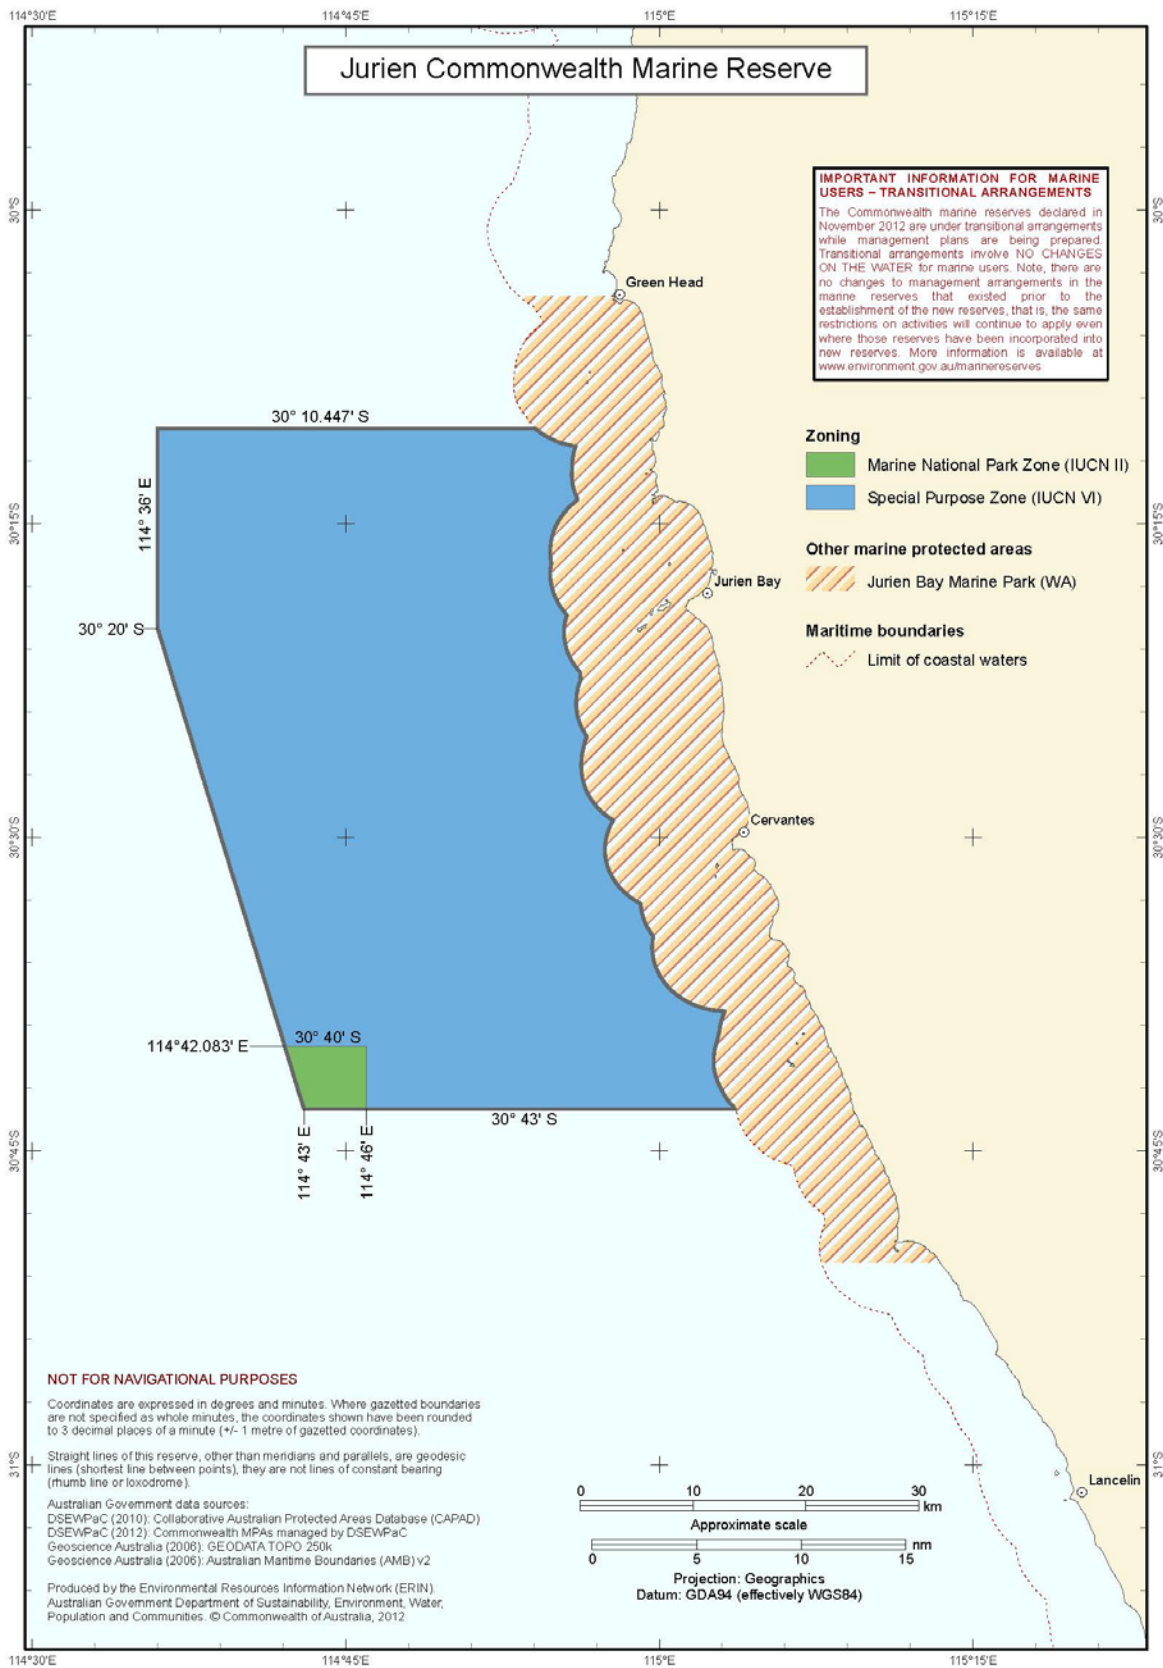 114°30'E
114°45'E
115°E
115°15'E
Jurien Commonwealth Marine Reserve
IMPORTANT INFORMATION FOR MARINE
USERS – TRANSITIONAL ARRANGEMENTS
The Commonwealth marine reserves declared in
November 2012 are under transitional arrangements
while management plans are being prepared.
Transitional arrangements involve NO CHANGES
ON THE WATER for marine users. Note, there are
no changes to management arrangements in the
marine reserves that existed prior to the
establishment of the new reserves, that is, the same
restrictions on activities will continue to apply even
where those reserves have been incorporated into
new reserves. More information is available at
www.environment.gov.au/marinereserves
30°S
30°S
Green Head
30° 10.447' S
114° 36' E
Zoning
Marine National Park Zone (IUCN II)
Special Purpose Zone (IUCN VI)
30°15'S
30°15'S
Other marine protected areas
Jurien Bay Marine Park (WA)
Jurien Bay
30° 20' S
Maritime boundaries
Limit of coastal waters
Cervantes
30°30'S
30°30'S
30° 40' S
114°42.083' E
30° 43' S
114° 43' E
114° 46' E
30°45'S
30°45'S
NOT FOR NAVIGATIONAL PURPOSES
Coordinates are expressed in degrees and minutes. Where gazetted boundaries
are not specified as whole minutes, the coordinates shown have been rounded
to 3 decimal places of a minute (+/- 1 metre of gazetted coordinates).
Straight lines of this reserve, other than meridians and parallels, are geodesic
lines (shortest line between points), they are not lines of constant bearing
(rhumb line or loxodrome).
Australian Government data sources:
DSEWPaC (2010): Collaborative Australian Protected Areas Database (CAPAD)
DSEWPaC (2012): Commonwealth MPAs managed by DSEWPaC
Geoscience Australia (2006): GEODATA TOPO 250k
Geoscience Australia (2006): Australian Maritime Boundaries (AMB) v2
Produced by the Environmental Resources Information Network (ERIN).
Australian Government Department of Sustainability, Environment, Water,
Population and Communities. © Commonwealth of Australia, 2012
31°S
31°S
Lancelin
0 10 20 30
km
Approximate scale
nm
0 5 10 15
Projection: Geographics
Datum: GDA94 (effectively WGS84)
114°30'E
114°45'E
115°E
115°15'E